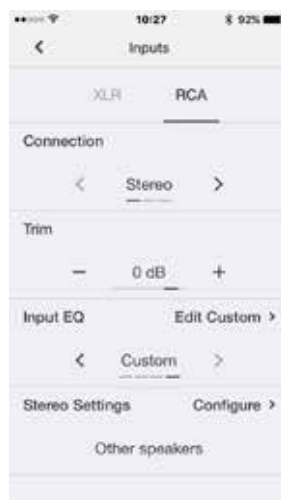 10:27 92%
Inputs
XLR RCA
Connection
< Stereo >
Trim
− 0 dB +
Input EQ Edit Custom >
< Custom >
Stereo Settings Configure >
Other speakers